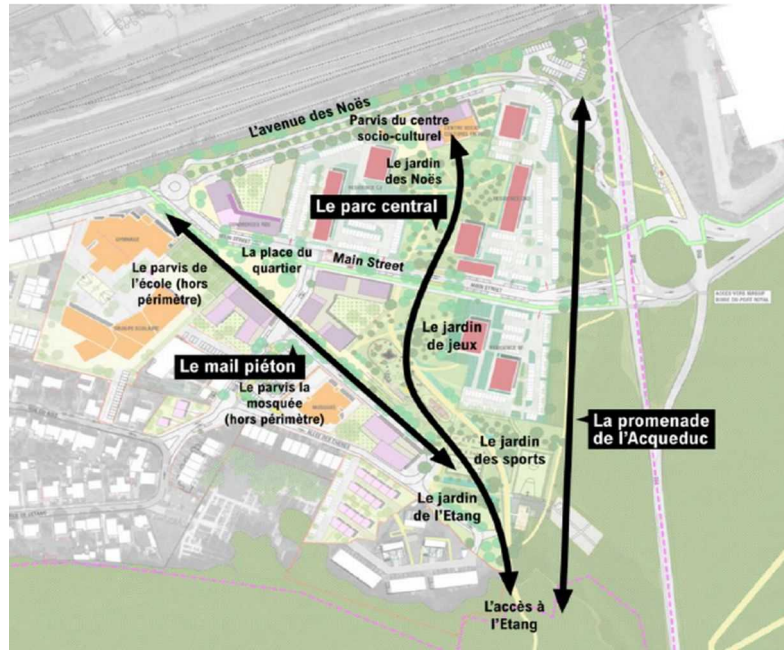 L'avenue des Noës
Parvis du centre
socio-culturel
Le jardin
des Noës
Le parc central
La place du
quartier
Main Street
Le parvis de
l'école (hors
périmètre)
Le jardin
de jeux
Le mail piéton
Le parvis la
mosquée
(hors périmètre)
La promenade
de l'Acqueduc
Le jardin
des sports
Le jardin
de l'Etang
L'accès à
l'Etang